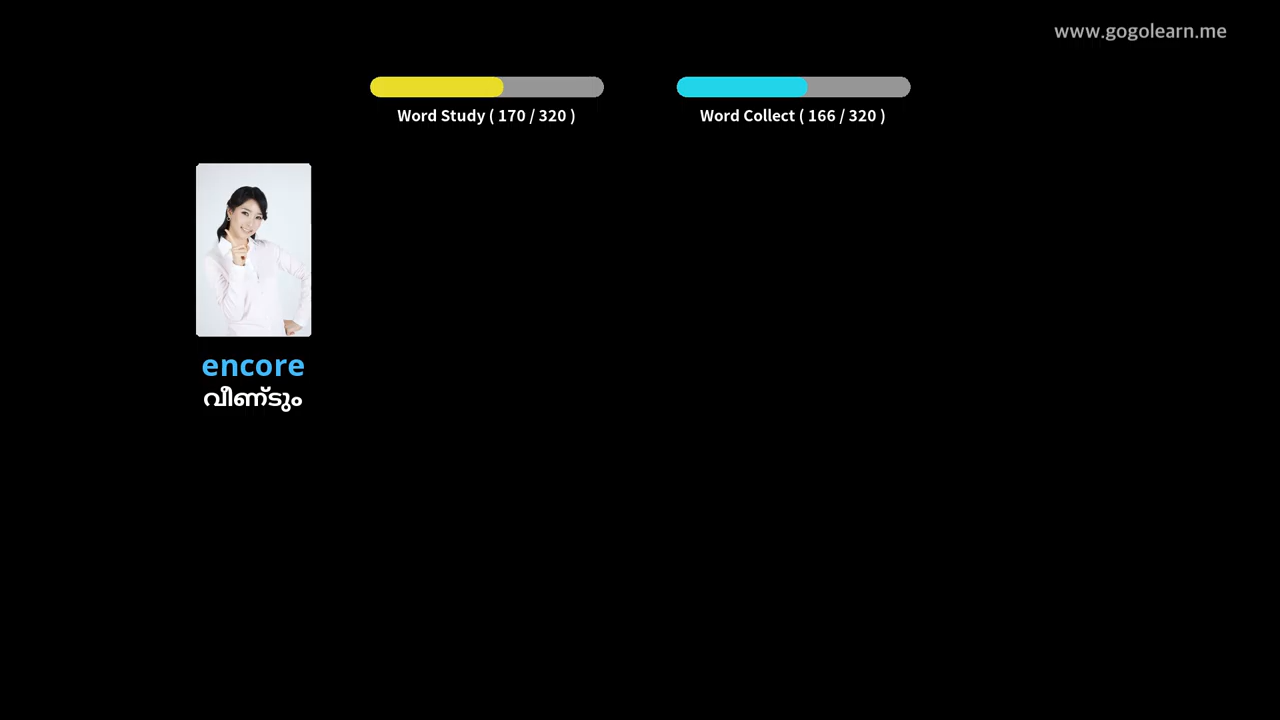 www.gogolearn.me
Word Study ( 170 / 320 )
Word Collect ( 166 / 320 )
encore
വീണ്ടും